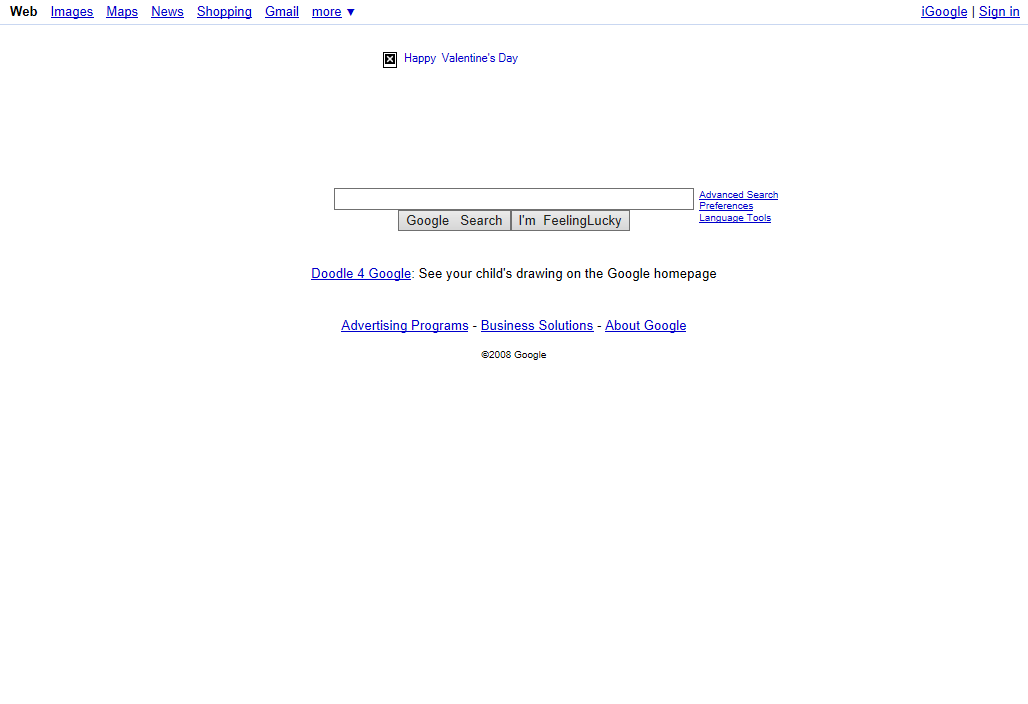 Web Images Maps News Shopping Gmail more ▼ iGoogle | Sign in
Happy Valentine's Day
Advanced Search
Preferences
Language Tools
Google Search I'm FeelingLucky
Doodle 4 Google: See your child's drawing on the Google homepage
Advertising Programs - Business Solutions - About Google
©2008 Google